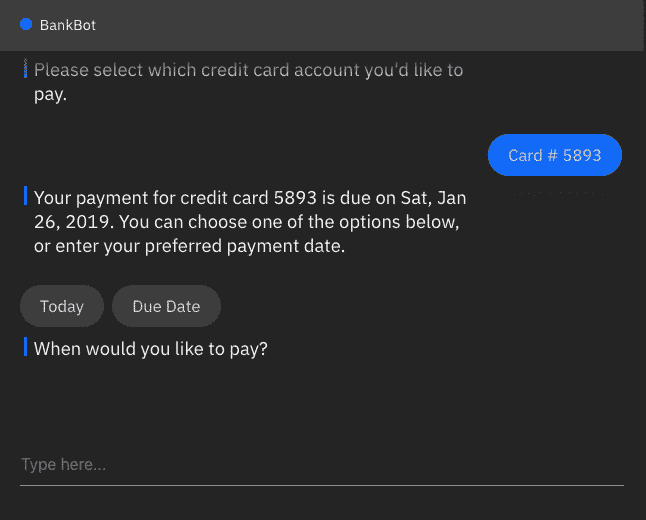 BankBot
Please select which credit card account you'd like to
pay.
Card # 5893
Your payment for credit card 5893 is due on Sat, Jan
26, 2019. You can choose one of the options below,
or enter your preferred payment date.
Today
Due Date
When would you like to pay?
Type here...